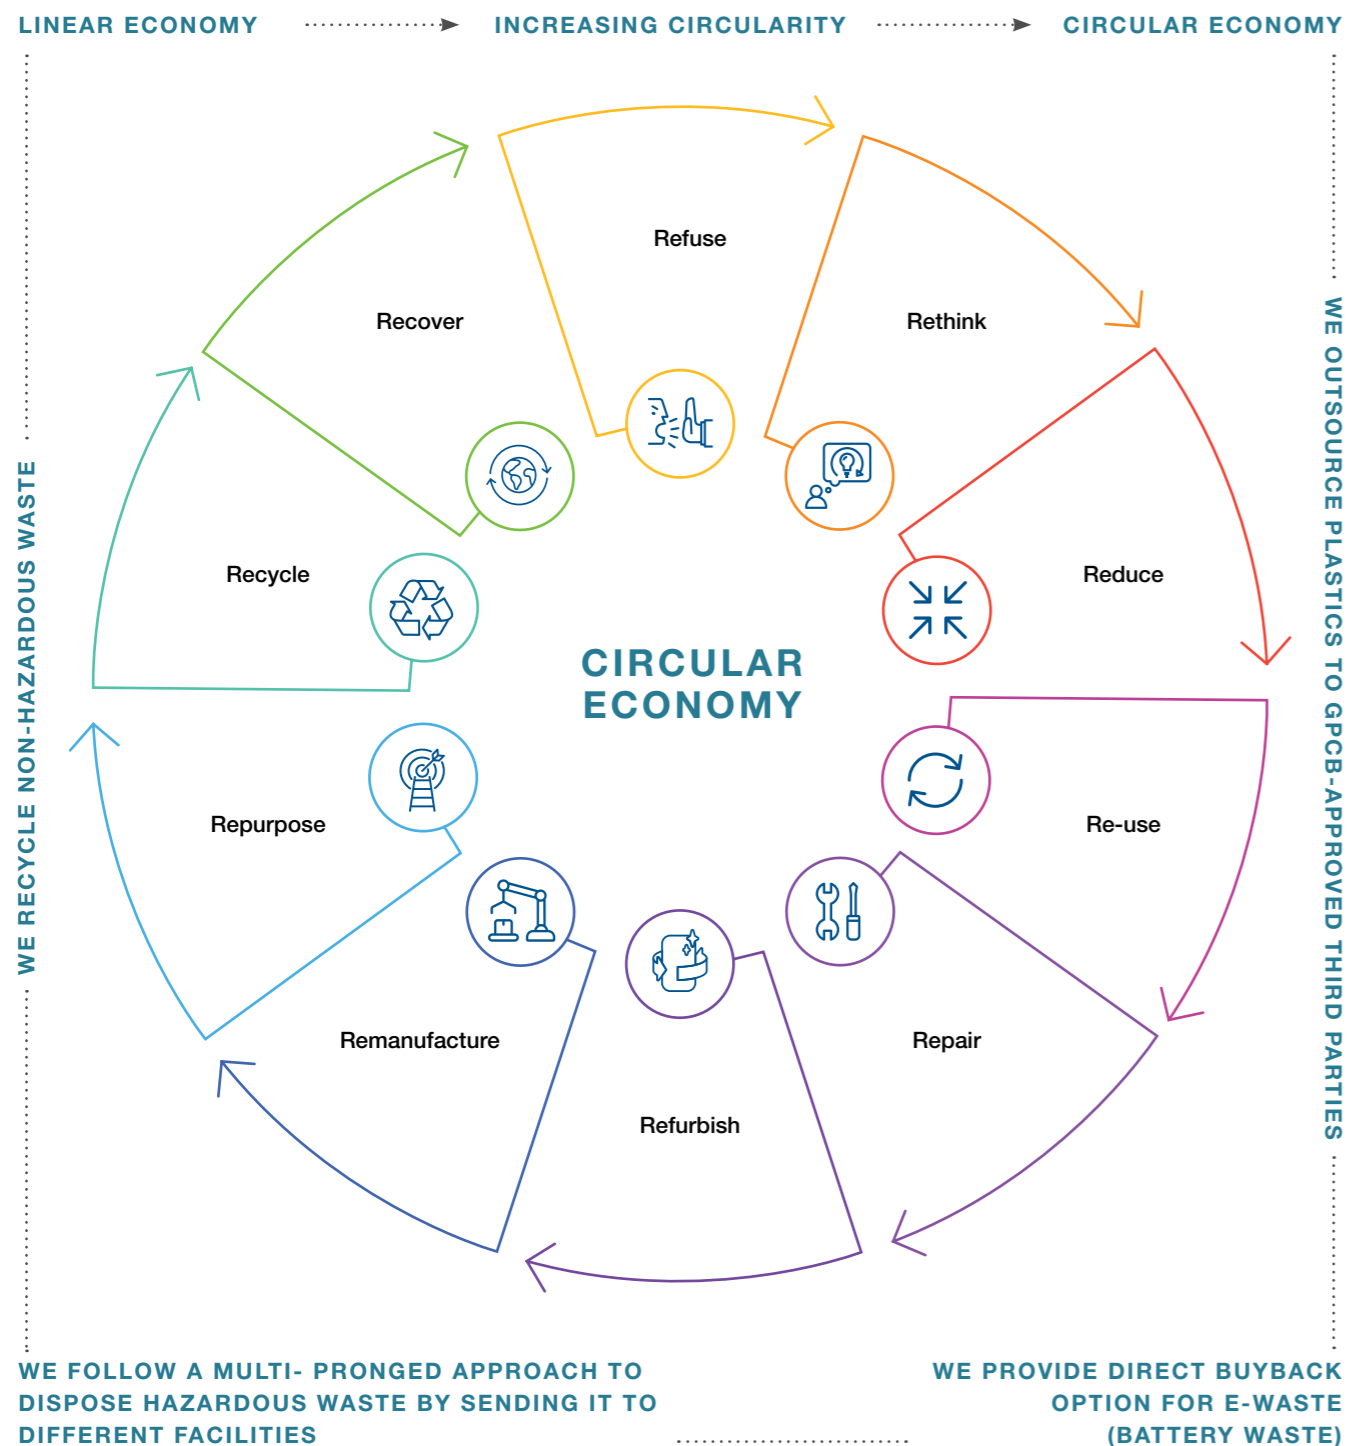 LINEAR ECONOMY
INCREASING CIRCULARITY
CIRCULAR ECONOMY
Refuse
Rethink
Reduce
Re-use
Repair
Refurbish
Remanufacture
Repurpose
Recycle
Recover
CIRCULAR
ECONOMY
WE RECYCLE NON-HAZARDOUS WASTE
WE OUTSOURCE PLASTICS TO GPCB-APPROVED THIRD PARTIES
WE FOLLOW A MULTI- PRONGED APPROACH TO
DISPOSE HAZARDOUS WASTE BY SENDING IT TO
DIFFERENT FACILITIES
WE PROVIDE DIRECT BUYBACK
OPTION FOR E-WASTE
(BATTERY WASTE)